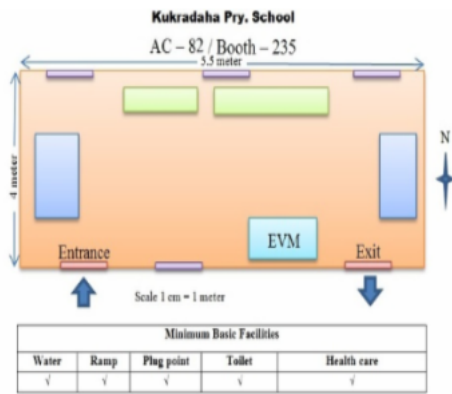 Kukradaha Pry. School
AC – 82 / Booth – 235
5.5 meter
4 meter
N
EVM
Entrance
Exit
Scale 1 cm = 1 meter
Minimum Basic Facilities
Water Ramp Plug point Toilet Health care
√ √ √ √ √